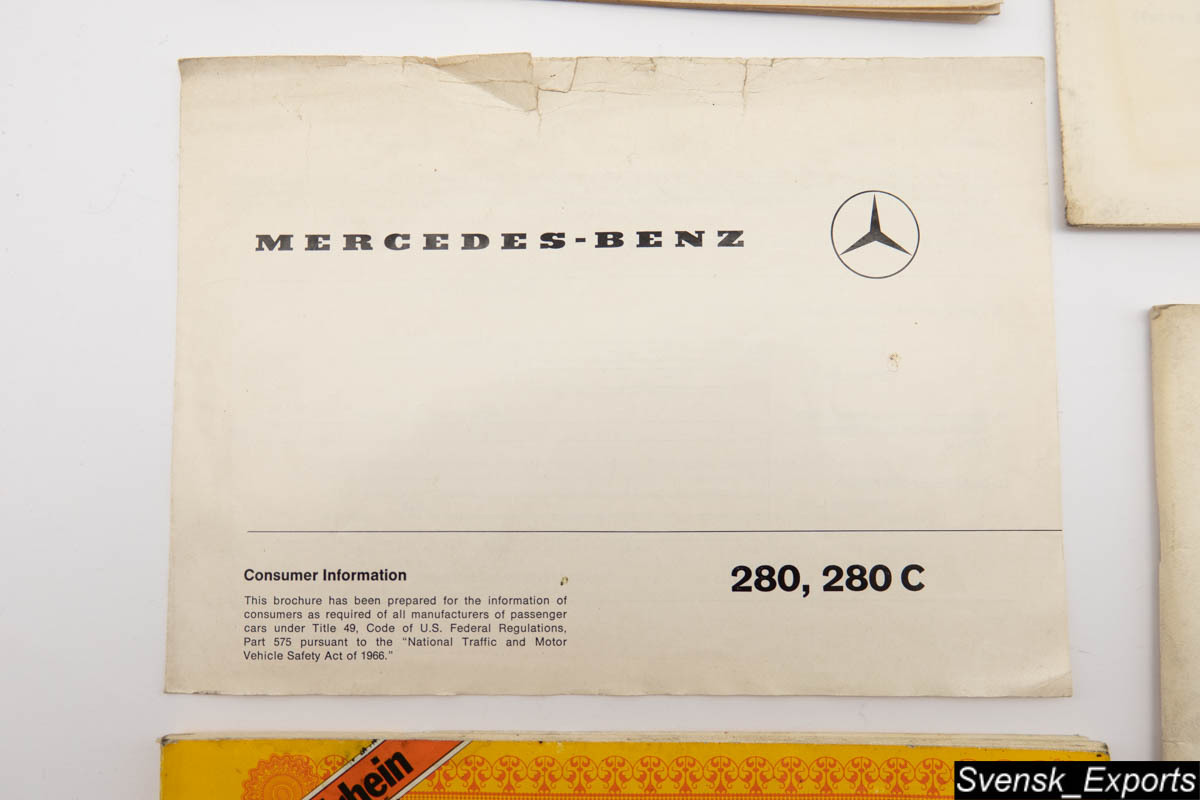 MERCEDES-BENZ
Consumer Information
This brochure has been prepared for the information of
consumers as required of all manufacturers of passenger
cars under Title 49, Code of U.S. Federal Regulations,
Part 575 pursuant to the “National Traffic and Motor
Vehicle Safety Act of 1966.”
280, 280 C
Svensk_Exports